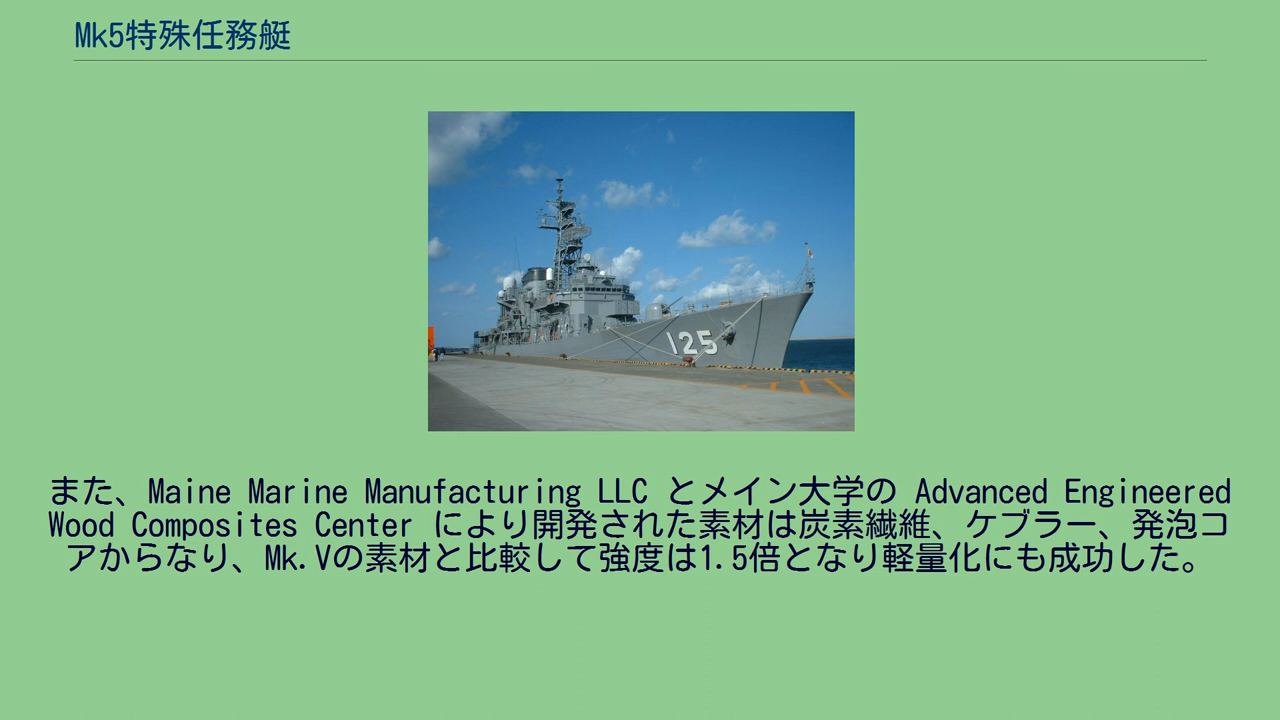 Mk5特殊任務艇
125
また、Maine Marine Manufacturing LLC とメイン大学の Advanced Engineered
Wood Composites Center により開発された素材は炭素繊維、ケブラー、発泡コ
アからなり、Mk.Vの素材と比較して強度は1.5倍となり軽量化にも成功した。